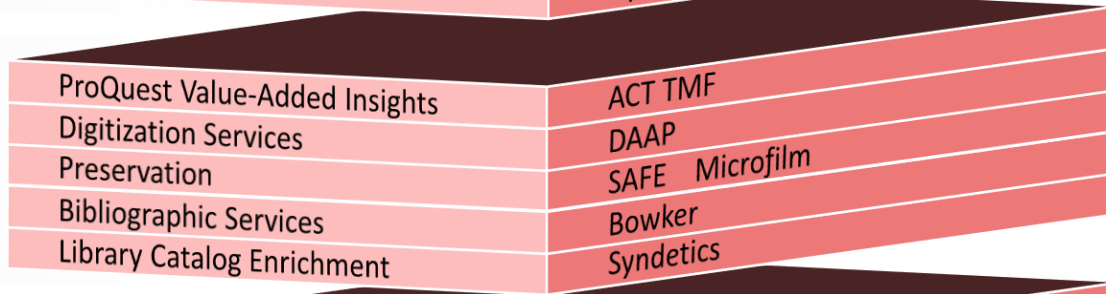 ProQuest Value-Added Insights
Digitization Services
Preservation
Bibliographic Services
Library Catalog Enrichment
ACT TMF
DAAP
SAFE Microfilm
Bowker
Syndetics